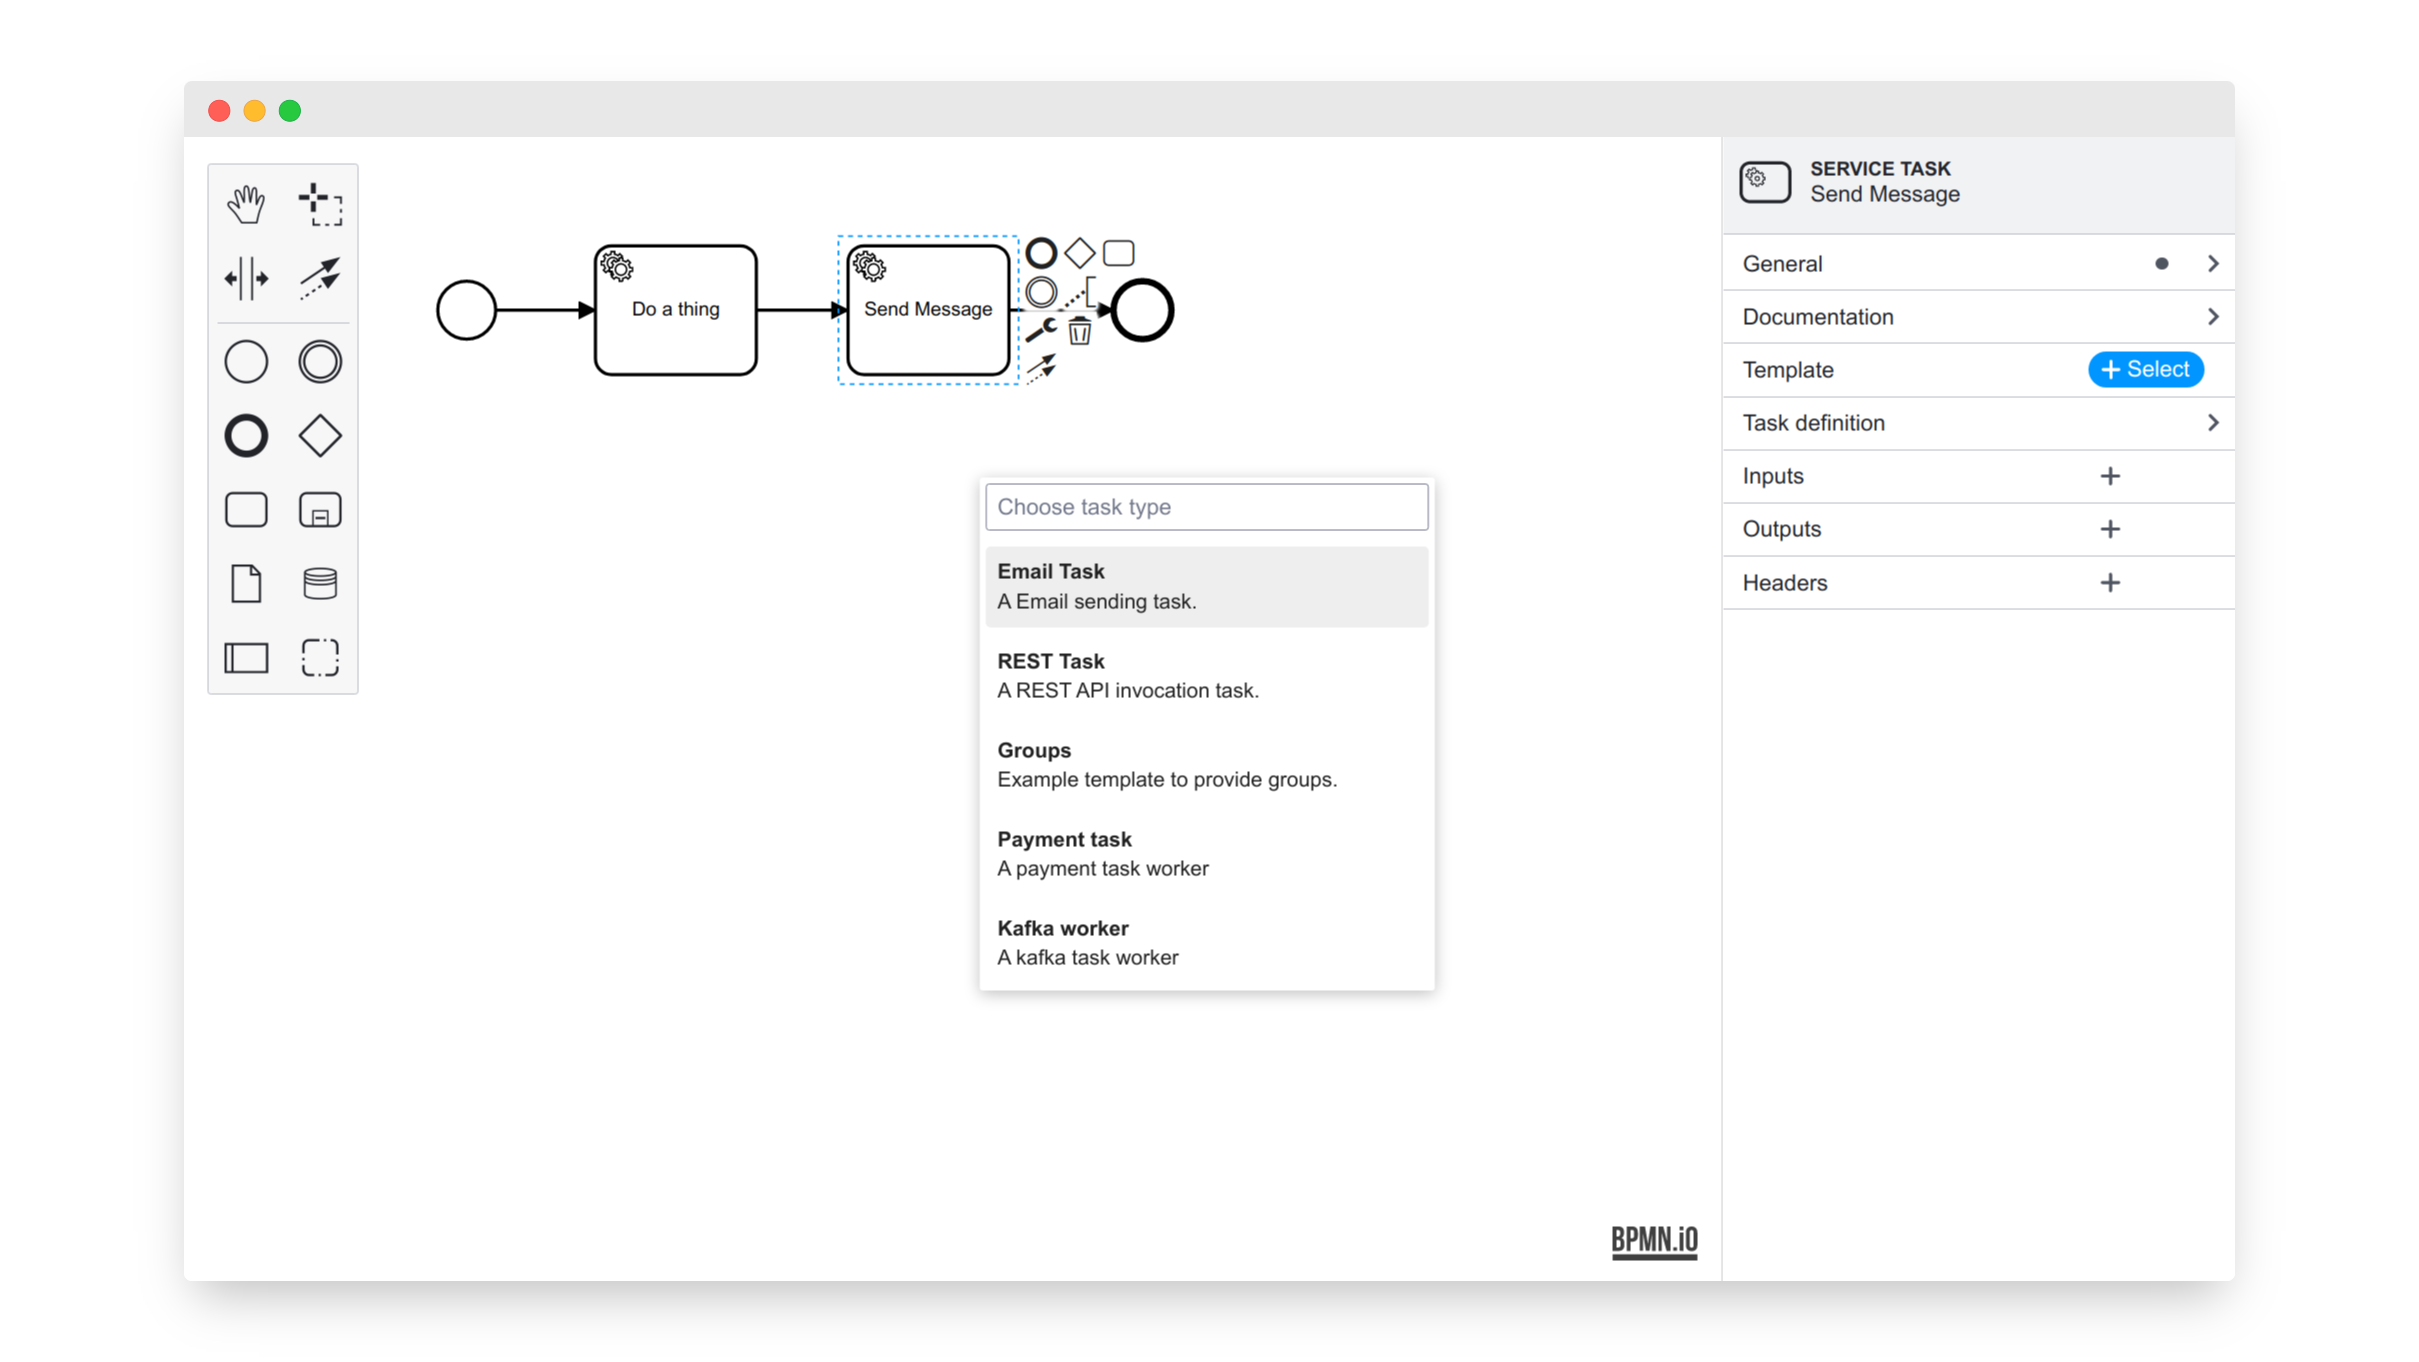 Do a thing
Send Message
Choose task type
Email Task
A Email sending task.
REST Task
A REST API invocation task.
Groups
Example template to provide groups.
Payment task
A payment task worker
Kafka worker
A kafka task worker
BPMN.iO
SERVICE TASK
Send Message
General
Documentation
Template
Select
Task definition
Inputs
Outputs
Headers